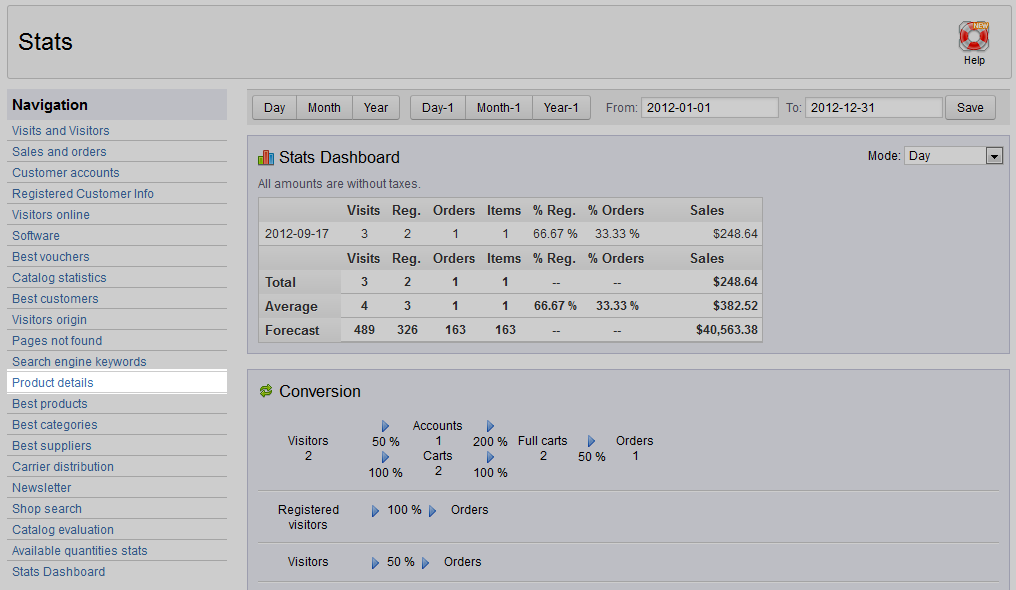 Stats
NEW
Help
Navigation
Visits and Visitors
Sales and orders
Customer accounts
Registered Customer Info
Visitors online
Software
Best vouchers
Catalog statistics
Best customers
Visitors origin
Pages not found
Search engine keywords
Product details
Best products
Best categories
Best suppliers
Carrier distribution
Newsletter
Shop search
Catalog evaluation
Available quantities stats
Stats Dashboard
Day Month Year Day-1 Month-1 Year-1 From: 2012-01-01 To: 2012-12-31 Save
Stats Dashboard Mode: Day
All amounts are without taxes.
Visits Reg. Orders Items % Reg. % Orders Sales
2012-09-17 3 2 1 1 66.67 % 33.33 % $248.64
Visits Reg. Orders Items % Reg. % Orders Sales
Total 3 2 1 1 -- -- $248.64
Average 4 3 1 1 66.67 % 33.33 % $382.52
Forecast 489 326 163 163 -- -- $40,563.38
Conversion
Accounts
Visitors 50 % 1 200 % Full carts Orders
2 Carts 2 50 % 1
100 % 2 100 %
Registered
visitors 100 % Orders
Visitors 50 % Orders